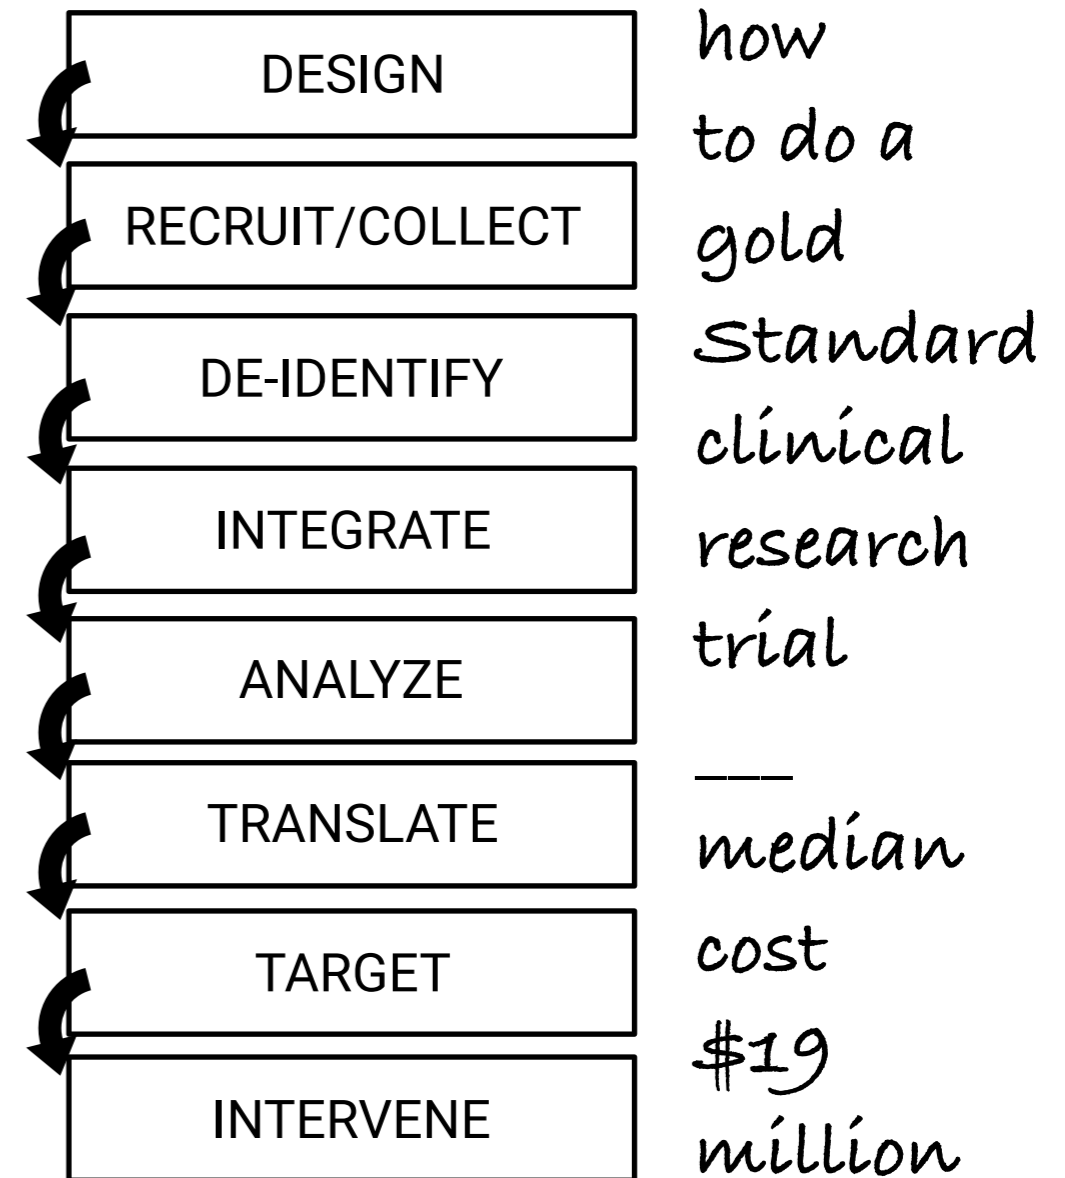 DESIGN
RECRUIT/COLLECT
DE-IDENTIFY
INTEGRATE
ANALYZE
TRANSLATE
TARGET
INTERVENE
how
to do a
gold
Standard
clinical
research
trial
___
median
cost
$19
million